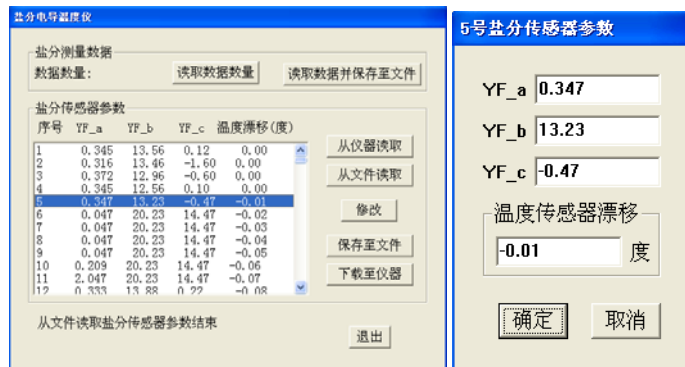 盐分电导温度仪
盐分测量数据
数据数量: 读取数据数量 读取数据并保存至文件
盐分传感器参数
序号 YF_a YF_b YF_c 温度漂移(度)
1 0.345 13.56 0.12 0.00
2 0.316 13.46 -1.60 0.00
3 0.372 12.96 -0.60 0.00
4 0.345 12.56 0.10 0.00
5 0.347 13.23 -0.47 -0.01
6 0.047 20.23 14.47 -0.02
7 0.047 20.23 14.47 -0.03
8 0.047 20.23 14.47 -0.04
9 0.047 20.23 14.47 -0.05
10 0.209 20.23 14.47 -0.06
11 2.047 20.23 14.47 -0.07
12 0.333 13.88 0.22 -0.08
从仪器读取
从文件读取
修改
保存至文件
下载至仪器
从文件读取盐分传感器参数结束
退出
5号盐分传感器参数
YF_a 0.347
YF_b 13.23
YF_c -0.47
温度传感器漂移
-0.01 度
确定 取消